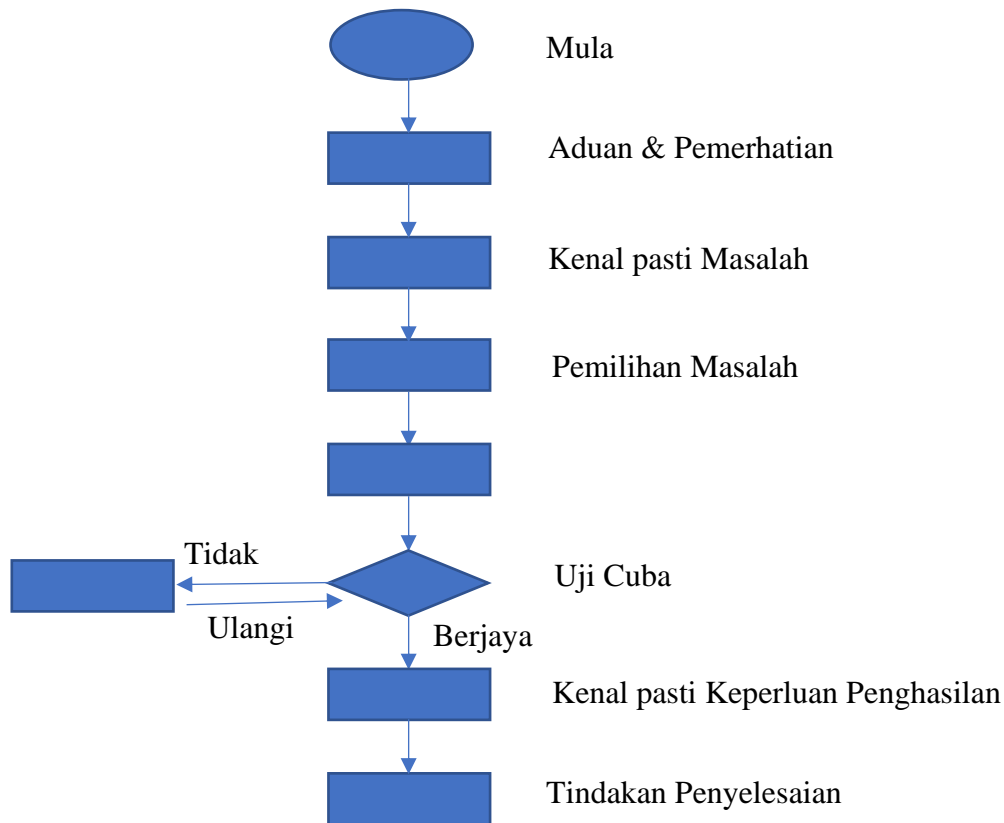 Mula
Aduan & Pemerhatian
Kenal pasti Masalah
Pemilihan Masalah
Tidak
Uji Cuba
Ulangi
Berjaya
Kenal pasti Keperluan Penghasilan
Tindakan Penyelesaian